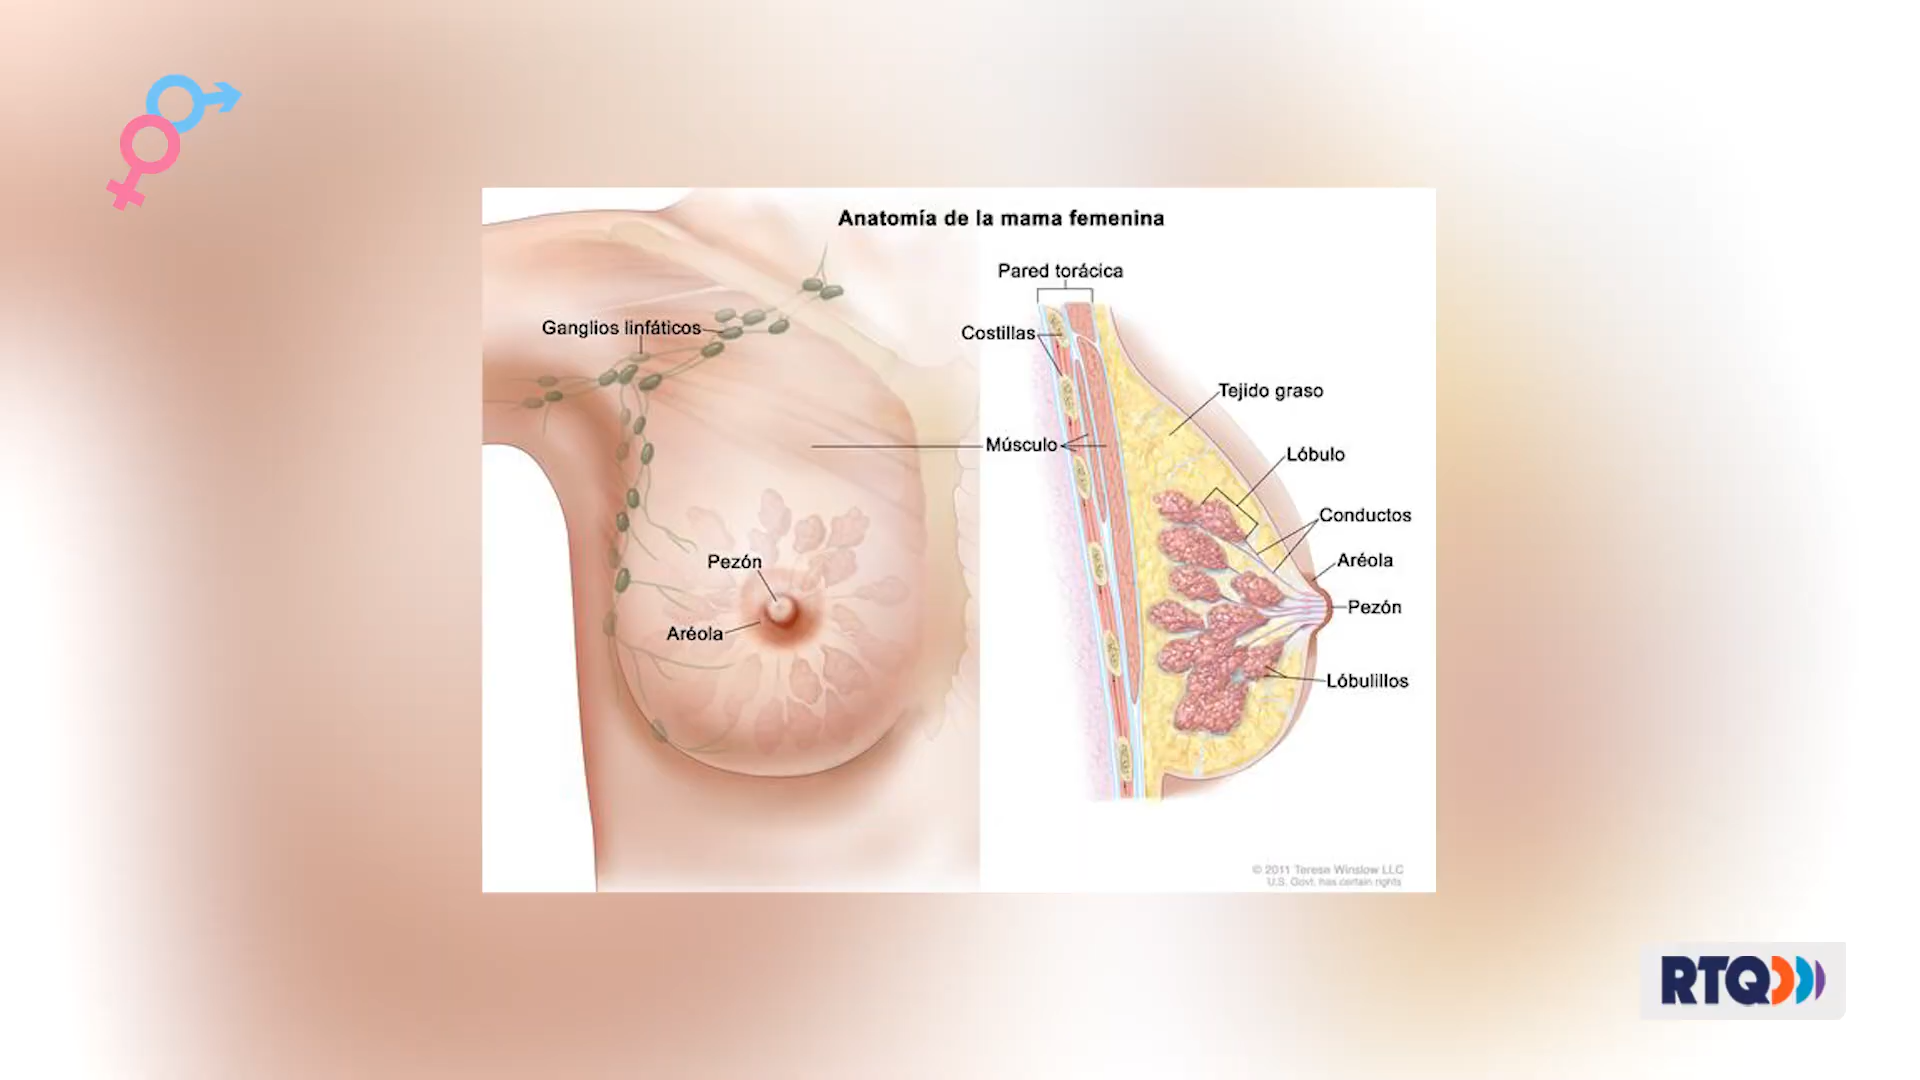 Anatomía de la mama femenina
Pared torácica
Ganglios linfáticos
Costillas
Tejido graso
Músculo
Lóbulo
Conductos
Pezón
Aréola
Pezón
Aréola
Lóbulillos
© 2011 Terese Winslow LLC
U.S. Govt. has certain rights
RTQ